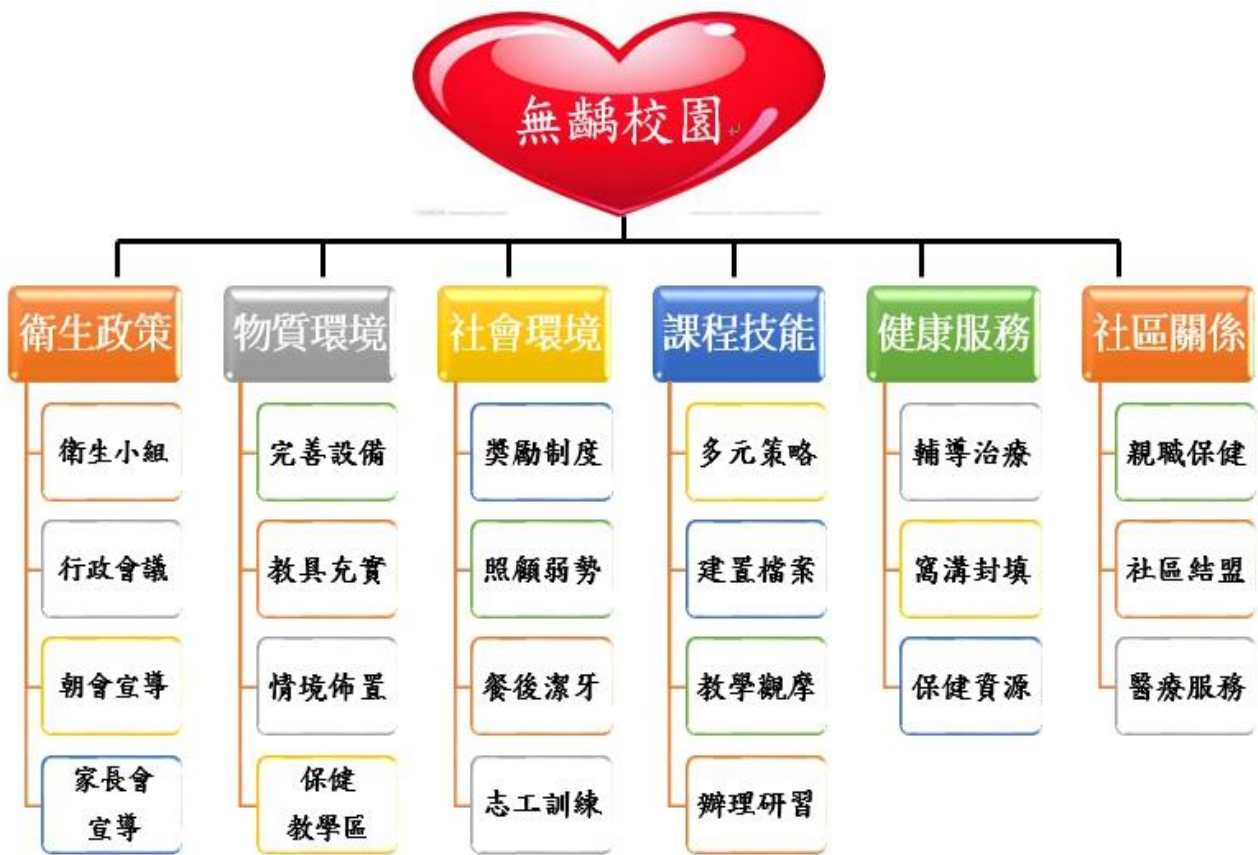 無齲校園
衛生政策
物質環境
社會環境
課程技能
健康服務
社區關係
衛生小組
完善設備
獎勵制度
多元策略
輔導治療
親職保健
行政會議
教具充實
照顧弱勢
建置檔案
窩溝封填
社區結盟
朝會宣導
情境佈置
餐後潔牙
教學觀摩
保健資源
醫療服務
家長會
宣導
保健
教學區
志工訓練
辦理研習